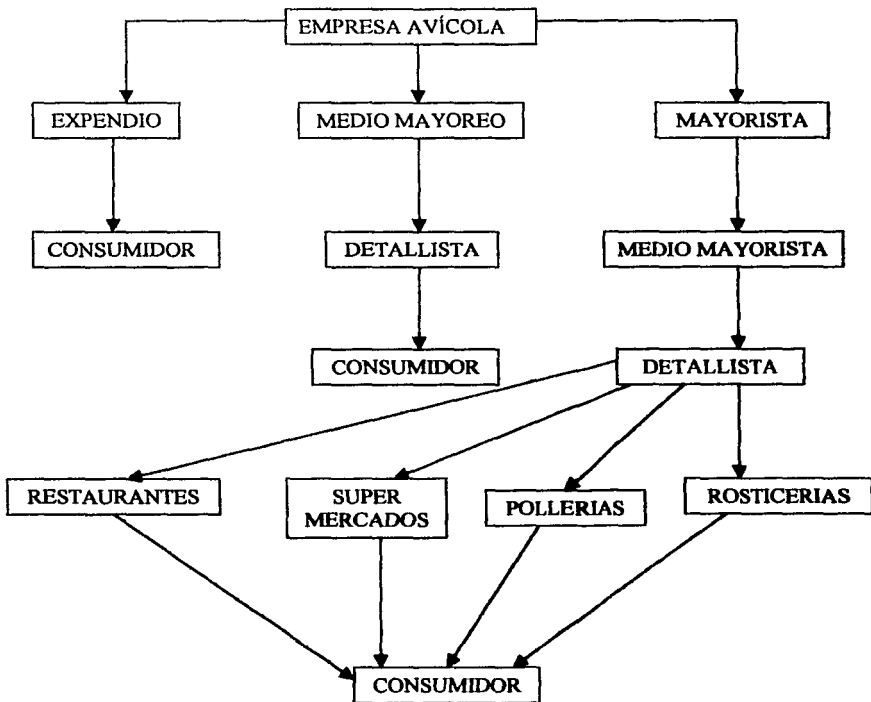 EMPRESA AVÍCOLA
EXPENDIO
MEDIO MAYOREO
MAYORISTA
CONSUMIDOR
DETALLISTA
MEDIO MAYORISTA
CONSUMIDOR
DETALLISTA
RESTAURANTES
SUPER
MERCADOS
POLLERIAS
ROSTICERIAS
CONSUMIDOR